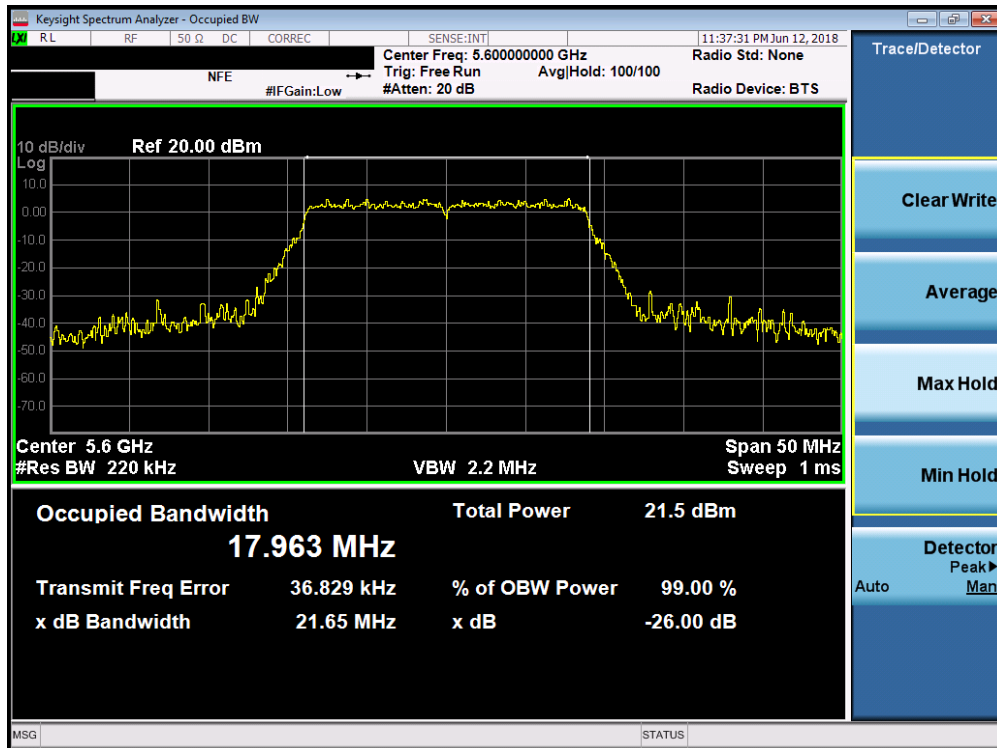 Keysight Spectrum Analyzer - Occupied BW
LXI RL RF 50 Ω DC CORREC SENSE:INT 11:37:31 PM Jun 12, 2018
Center Freq: 5.600000000 GHz Radio Std: None
NFE Trig: Free Run Avg|Hold: 100/100
#IFGain:Low #Atten: 20 dB Radio Device: BTS
10 dB/div Ref 20.00 dBm
Log
10.0
0.00
-10.0
-20.0
-30.0
-40.0
-50.0
-60.0
-70.0
Center 5.6 GHz Span 50 MHz
#Res BW 220 kHz VBW 2.2 MHz Sweep 1 ms
Occupied Bandwidth Total Power 21.5 dBm
17.963 MHz
Transmit Freq Error 36.829 kHz % of OBW Power 99.00 %
x dB Bandwidth 21.65 MHz x dB -26.00 dB
MSG STATUS
Trace/Detector
Clear Write
Average
Max Hold
Min Hold
Detector
Peak▶
Auto Man